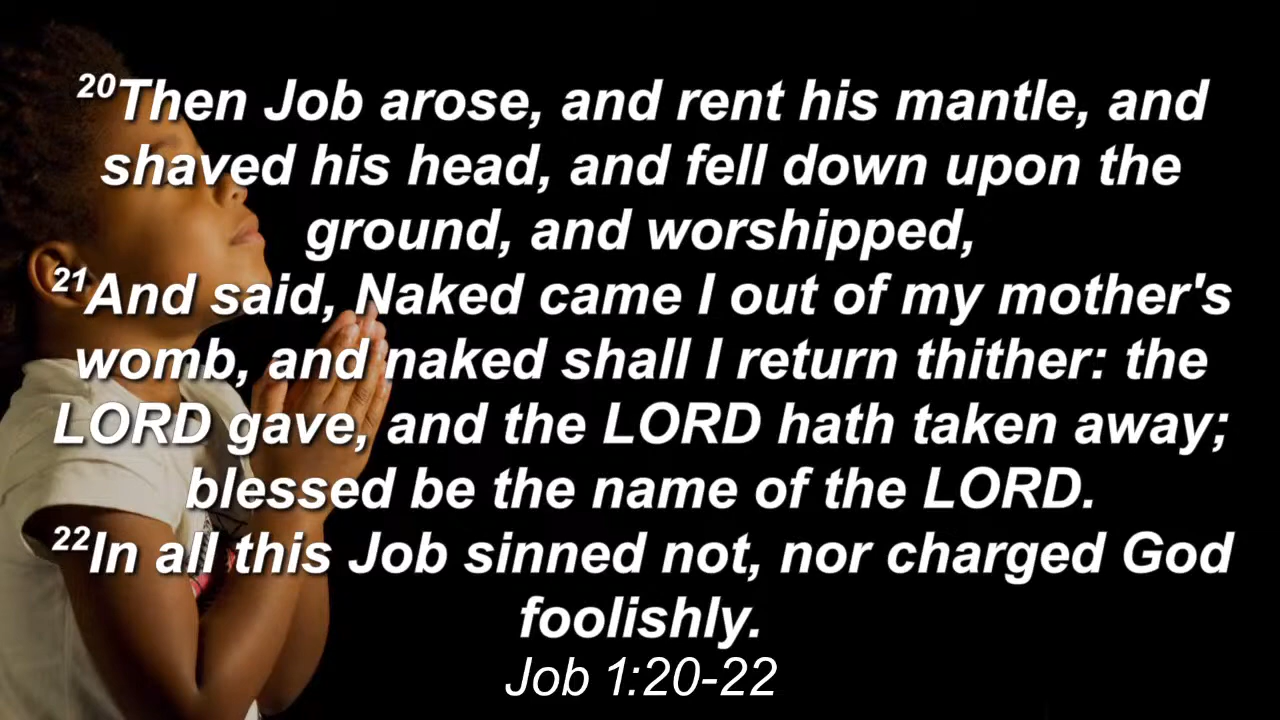 20Then Job arose, and rent his mantle, and
shaved his head, and fell down upon the
ground, and worshipped,
21And said, Naked came I out of my mother's
womb, and naked shall I return thither: the
LORD gave, and the LORD hath taken away;
blessed be the name of the LORD.
22In all this Job sinned not, nor charged God
foolishly.
Job 1:20-22